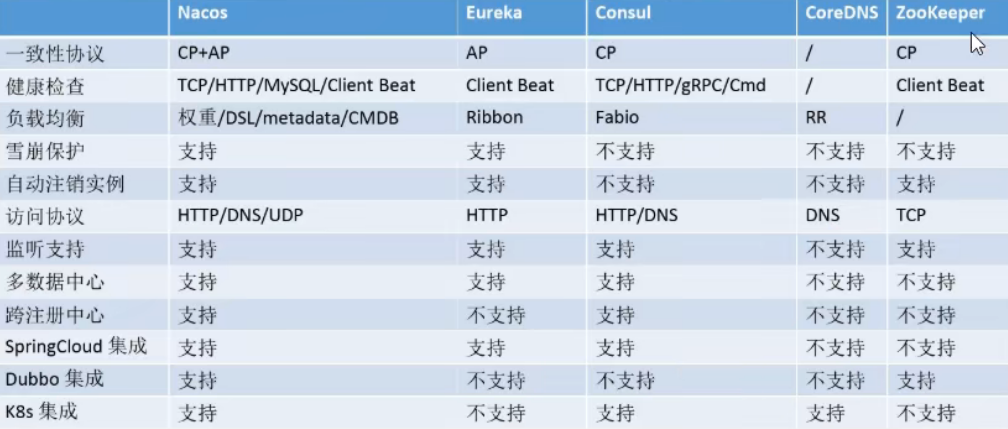 Nacos Eureka Consul CoreDNS ZooKeeper
一致性协议 CP+AP AP CP / CP
健康检查 TCP/HTTP/MySQL/Client Beat Client Beat TCP/HTTP/gRPC/Cmd / Client Beat
负载均衡 权重/DSL/metadata/CMDB Ribbon Fabio RR /
雪崩保护 支持 支持 不支持 不支持 不支持
自动注销实例 支持 支持 不支持 不支持 支持
访问协议 HTTP/DNS/UDP HTTP HTTP/DNS DNS TCP
监听支持 支持 支持 支持 不支持 支持
多数据中心 支持 支持 支持 不支持 不支持
跨注册中心 支持 不支持 支持 不支持 不支持
SpringCloud 集成 支持 支持 支持 不支持 不支持
Dubbo 集成 支持 不支持 不支持 不支持 支持
K8s 集成 支持 不支持 支持 支持 不支持